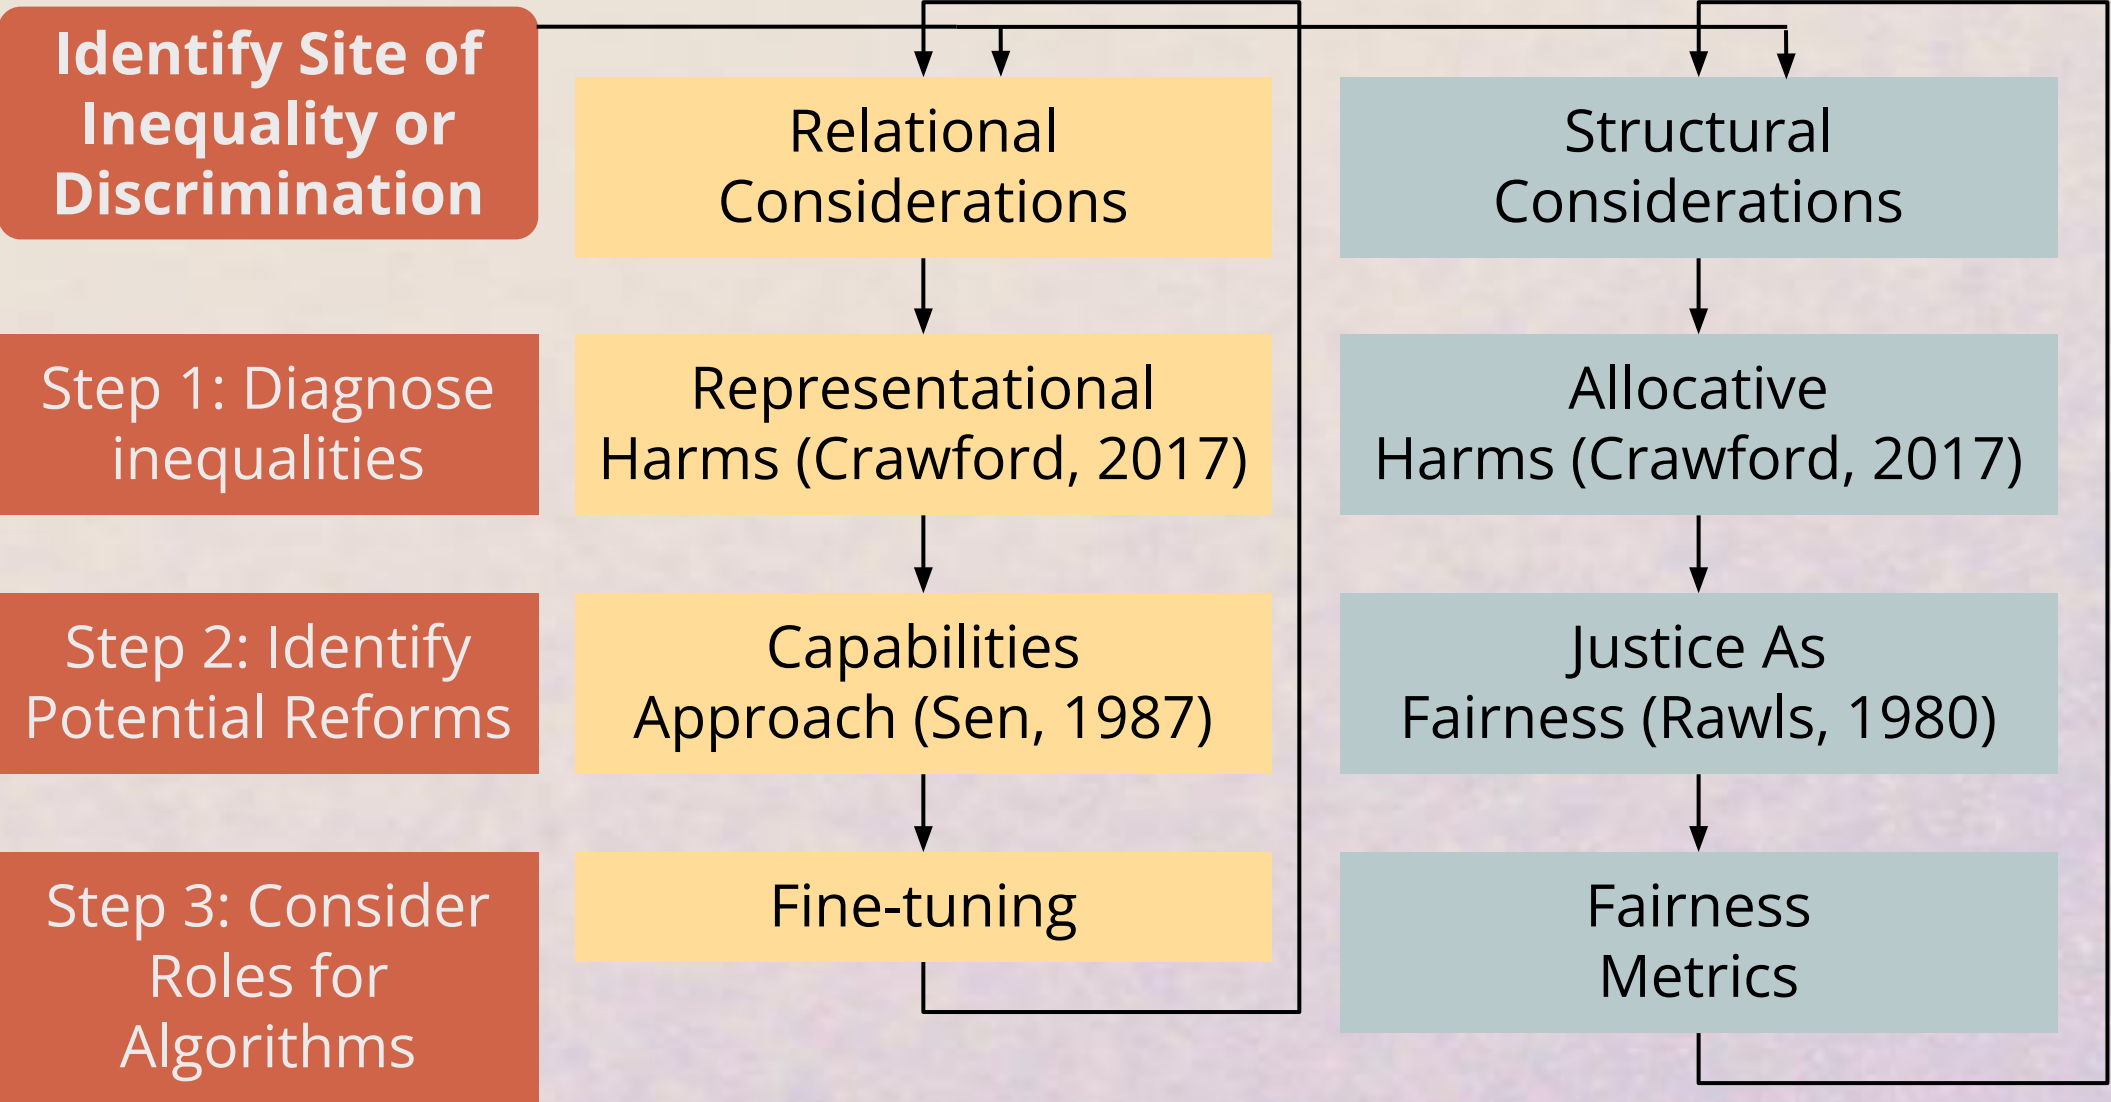 Identify Site of
Inequality or
Discrimination
Relational
Considerations
Structural
Considerations
Step 1: Diagnose
inequalities
Representational
Harms (Crawford, 2017)
Allocative
Harms (Crawford, 2017)
Step 2: Identify
Potential Reforms
Capabilities
Approach (Sen, 1987)
Justice As
Fairness (Rawls, 1980)
Step 3: Consider
Roles for
Algorithms
Fine-tuning
Fairness
Metrics